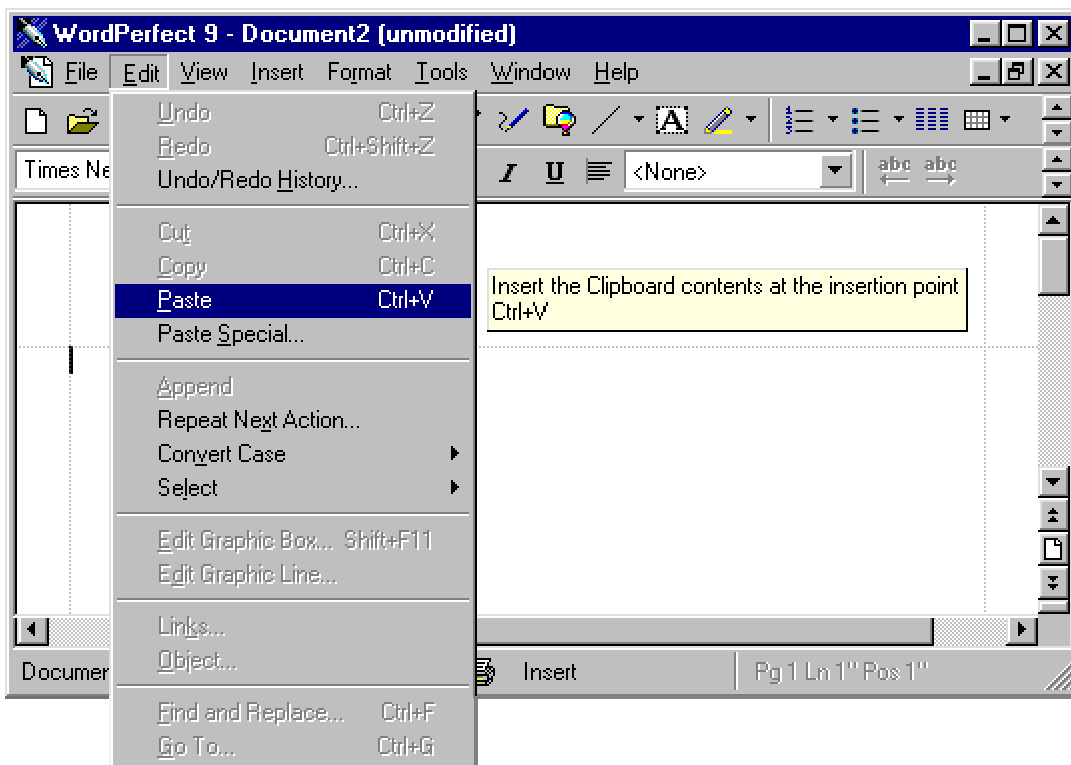 WordPerfect 9 - Document2 (unmodified)
File Edit View Insert Format Tools Window Help
Times Ne
<None>
abc abc
Undo Ctrl+Z
Redo Ctrl+Shift+Z
Undo/Redo History...
Cut Ctrl+X
Copy Ctrl+C
Paste Ctrl+V
Paste Special...
Append
Repeat Next Action...
Convert Case
Select
Edit Graphic Box... Shift+F11
Edit Graphic Line...
Links...
Object...
Find and Replace... Ctrl+F
Go To... Ctrl+G
Insert the Clipboard contents at the insertion point
Ctrl+V
Documen
Insert
Pg 1 Ln 1" Pos 1"